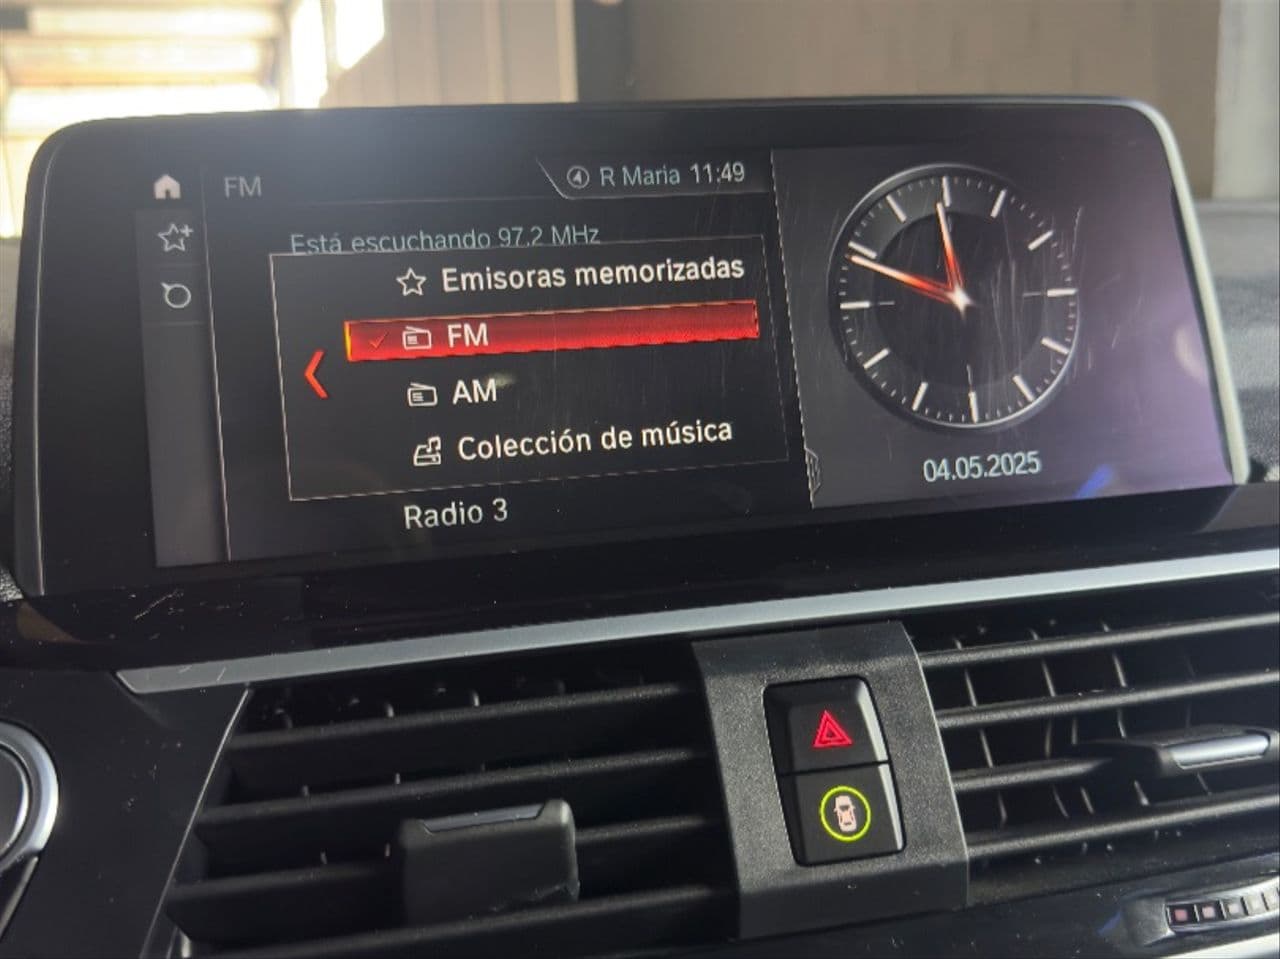 FM
R Maria 11:49
Está escuchando 97.2 MHz
Emisoras memorizadas
FM
AM
Colección de música
Radio 3
04.05.2025